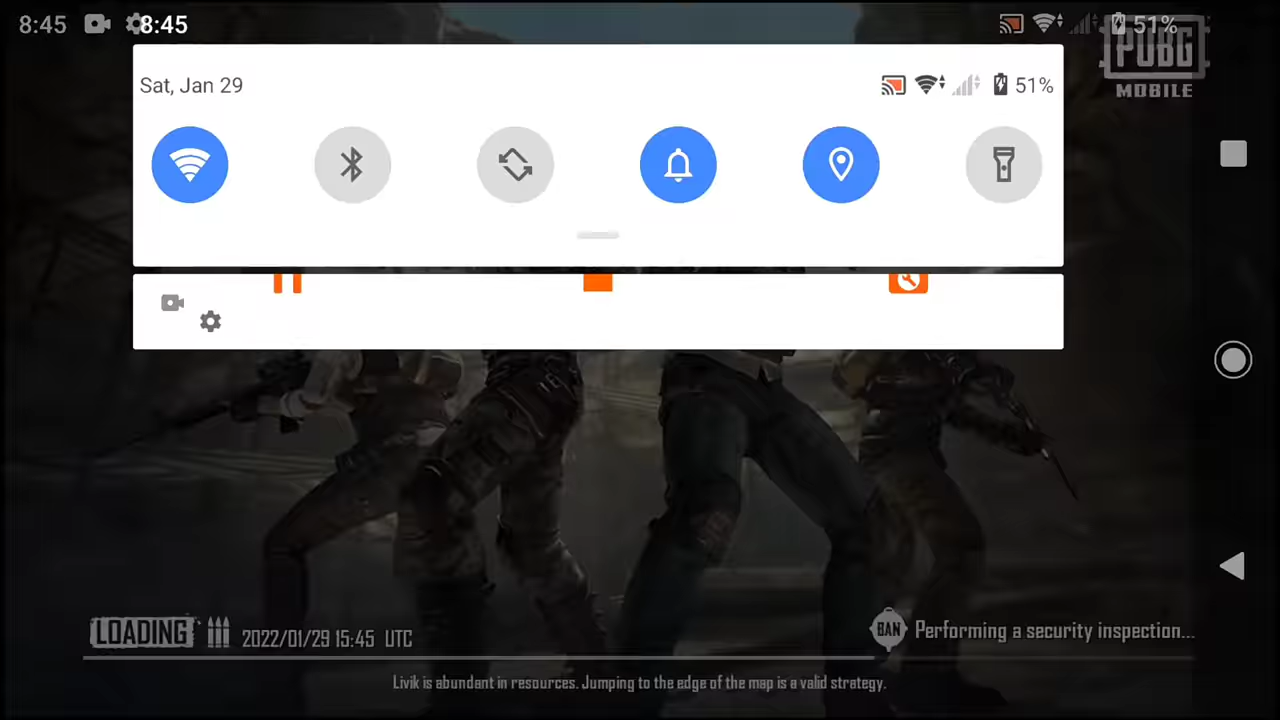 8:45
8:45
51%
PUBG
MOBILE
Sat, Jan 29
51%
LOADING
2022/01/29 15:45 UTC
BAN
Performing a security inspection...
Livik is abundant in resources. Jumping to the edge of the map is a valid strategy.